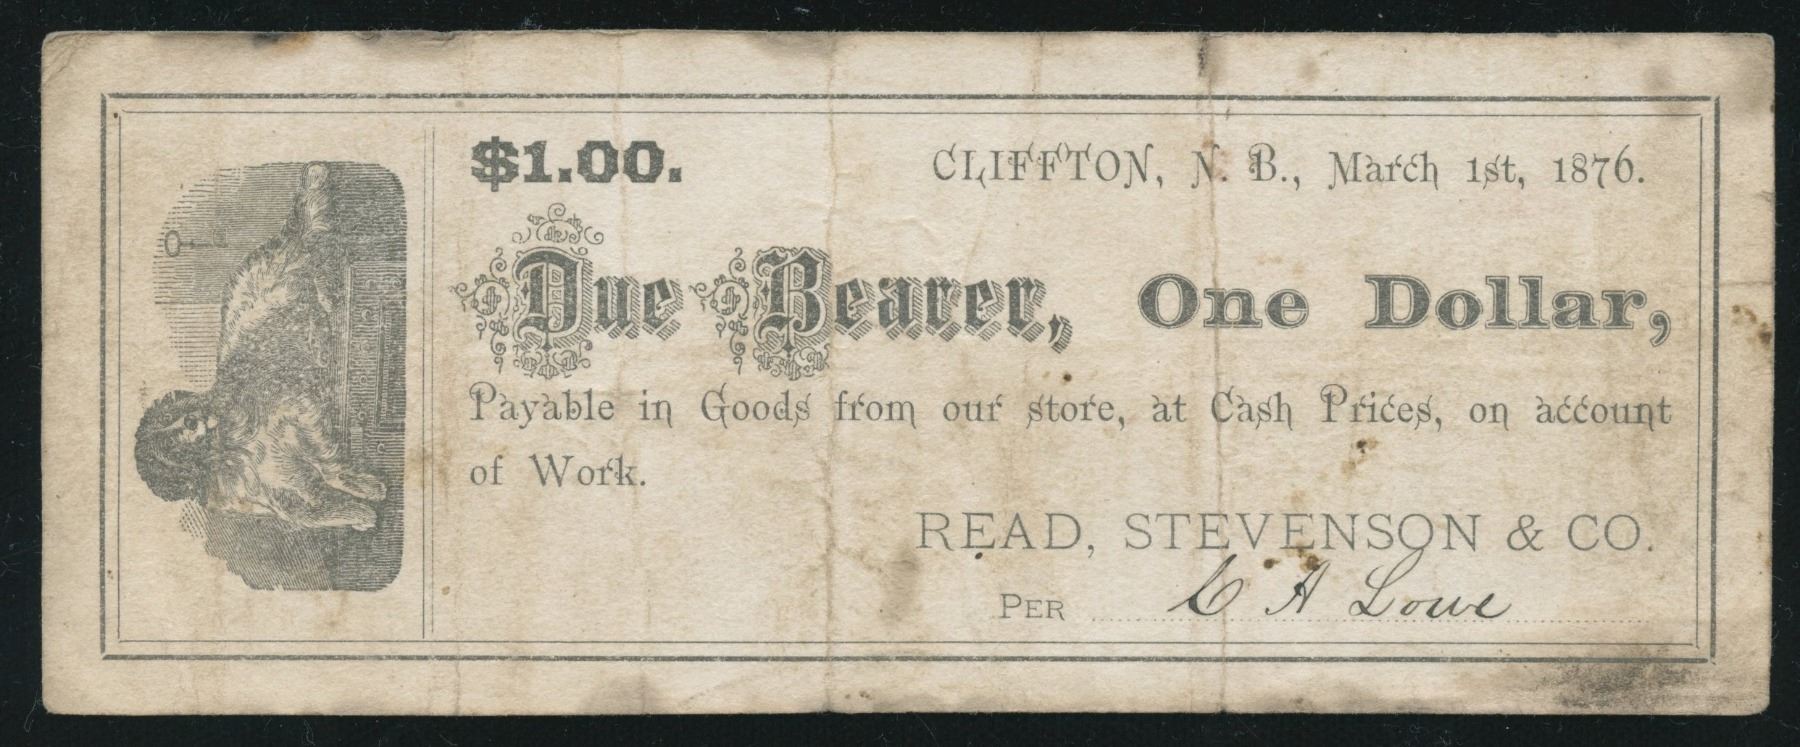 $1.00.
CLIFFTON, N. B., March 1st, 1876.
Due Bearer, One Dollar,
Payable in Goods from our store, at Cash Prices, on account
of Work.
READ, STEVENSON & CO.
PER C A Lowe